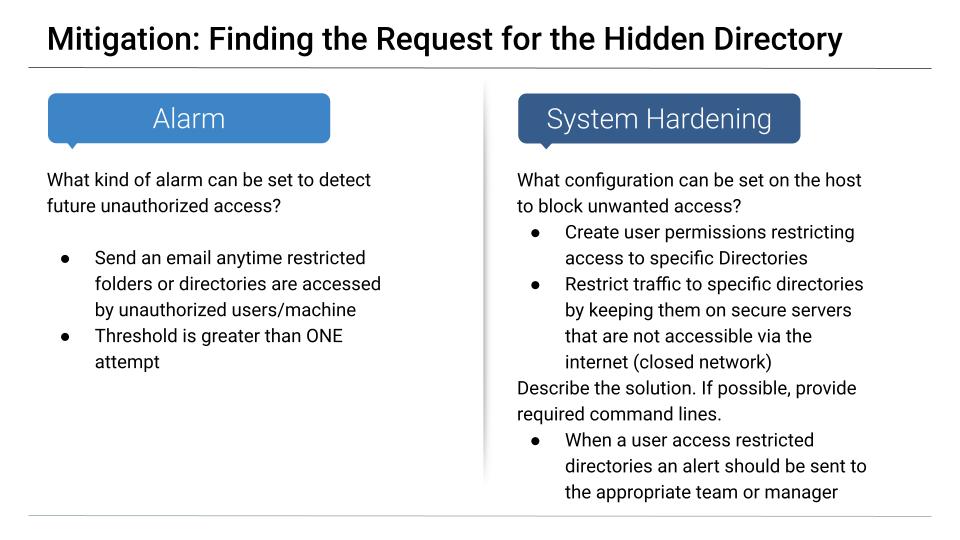 Mitigation: Finding the Request for the Hidden Directory
Alarm
What kind of alarm can be set to detect
future unauthorized access?
● Send an email anytime restricted
folders or directories are accessed
by unauthorized users/machine
● Threshold is greater than ONE
attempt
System Hardening
What configuration can be set on the host
to block unwanted access?
● Create user permissions restricting
access to specific Directories
● Restrict traffic to specific directories
by keeping them on secure servers
that are not accessible via the
internet (closed network)
Describe the solution. If possible, provide
required command lines.
● When a user access restricted
directories an alert should be sent to
the appropriate team or manager